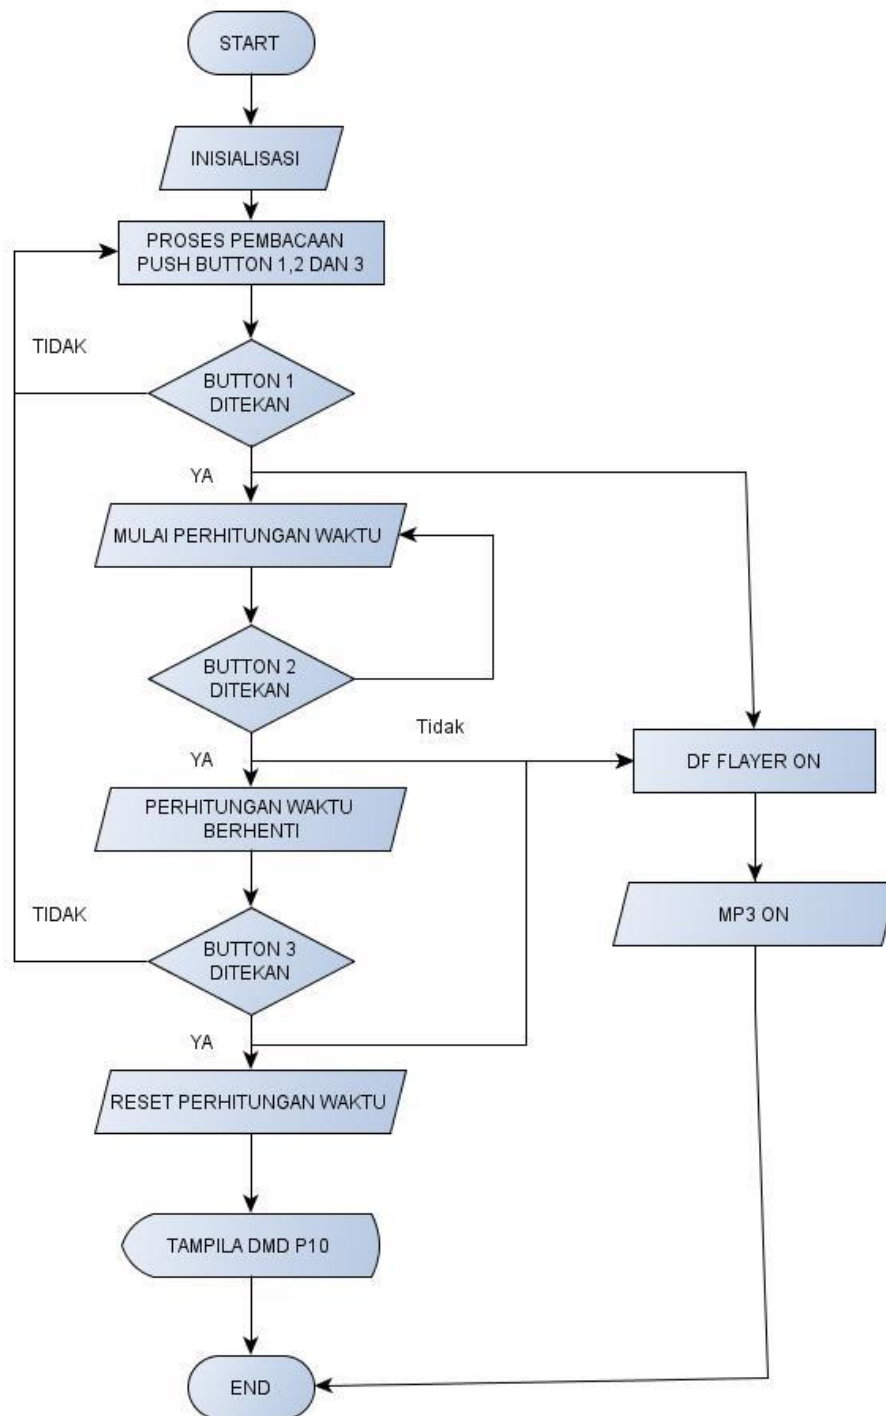 START
INISIALISASI
PROSES PEMBACAAN
PUSH BUTTON 1,2 DAN 3
TIDAK
BUTTON 1
DITEKAN
YA
MULAI PERHITUNGAN WAKTU
BUTTON 2
DITEKAN
Tidak
YA
DF FLAYER ON
PERHITUNGAN WAKTU
BERHENTI
TIDAK
MP3 ON
BUTTON 3
DITEKAN
YA
RESET PERHITUNGAN WAKTU
TAMPILA DMD P10
END